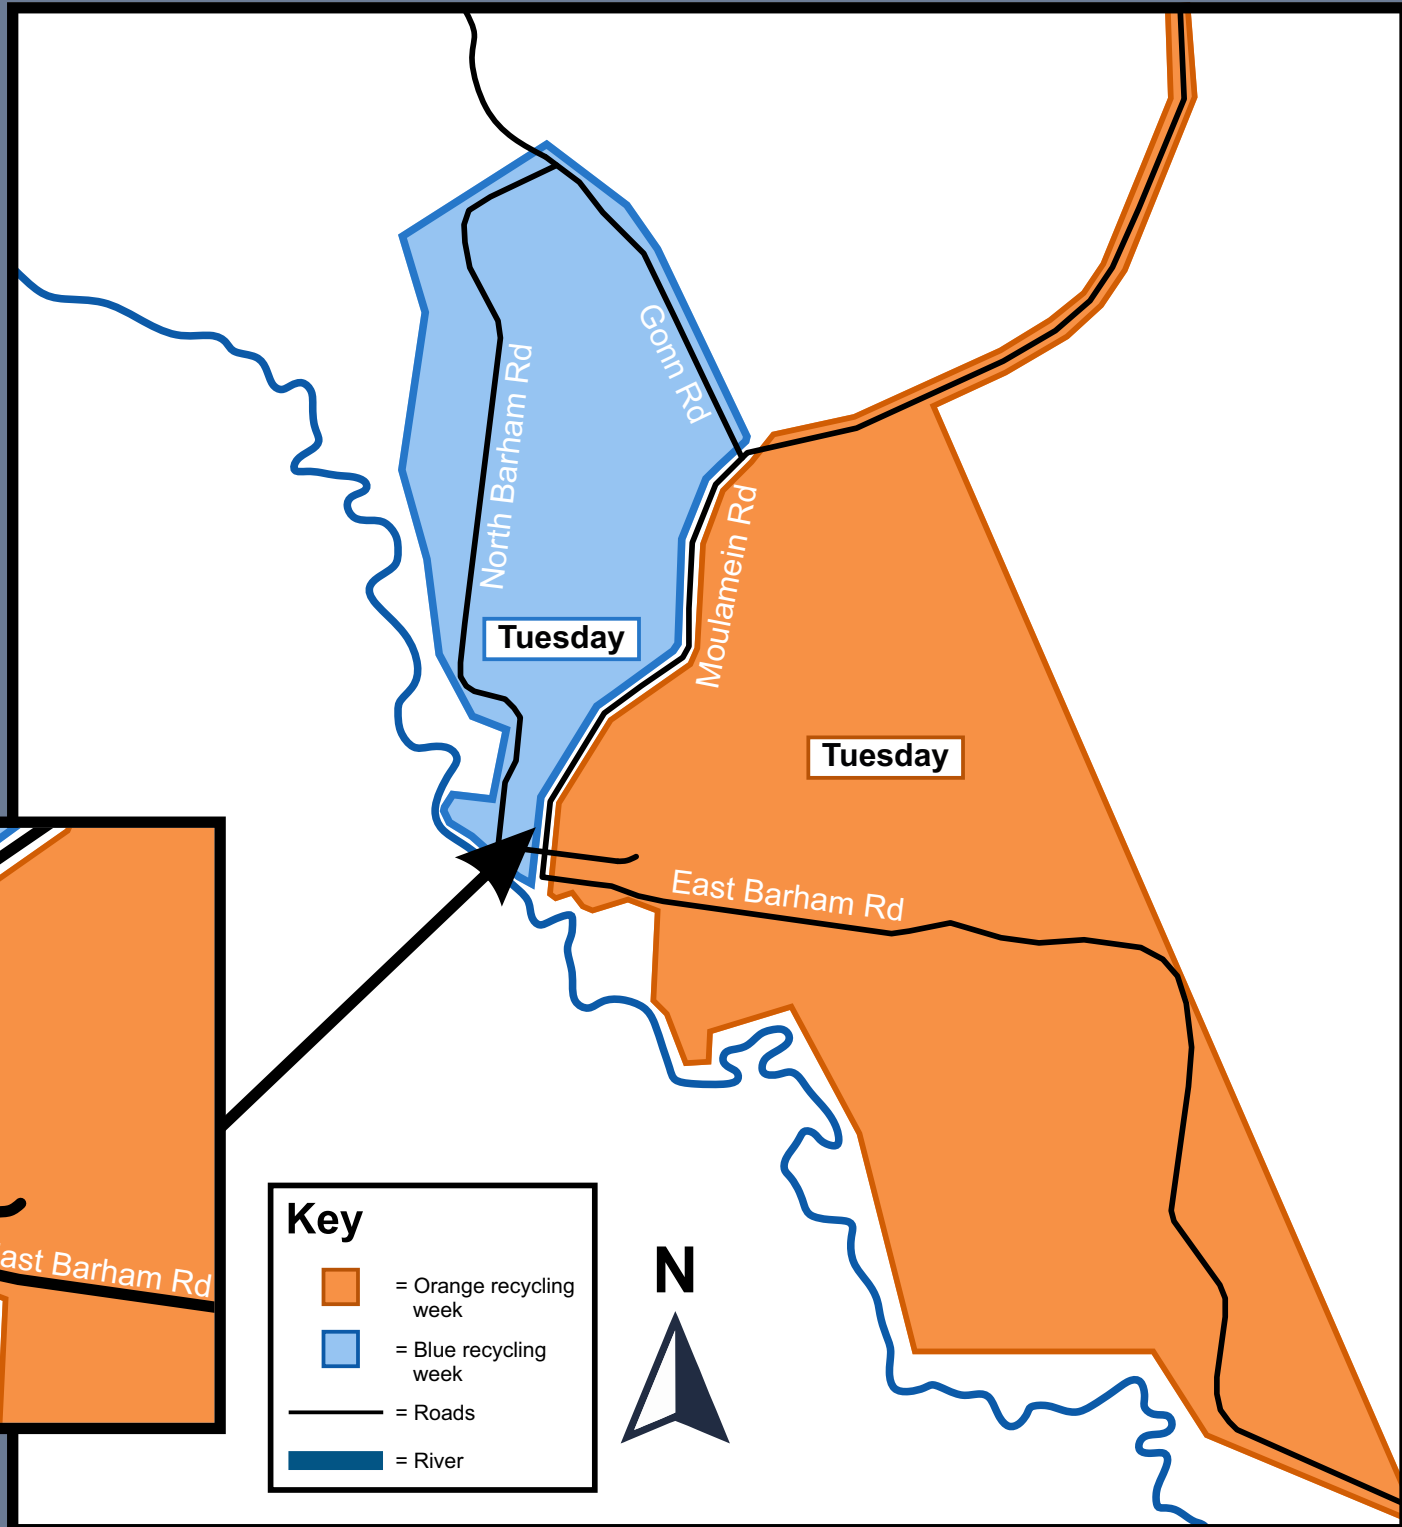 Gonn Rd
North Barham Rd
Moulamein Rd
Tuesday
Tuesday
East Barham Rd
ast Barham Rd
Key
= Orange recycling
week
= Blue recycling
week
= Roads
= River
N